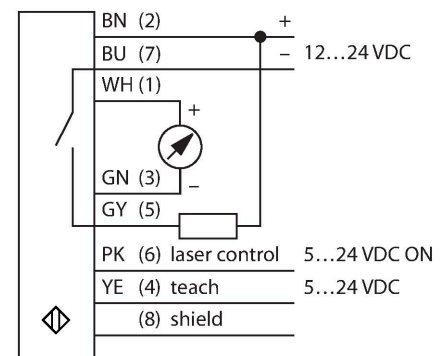 BN (2) +
BU (7) − 12...24 VDC
WH (1)
+
GN (3) −
GY (5)
PK (6) laser control 5...24 VDC ON
YE (4) teach 5...24 VDC
(8) shield